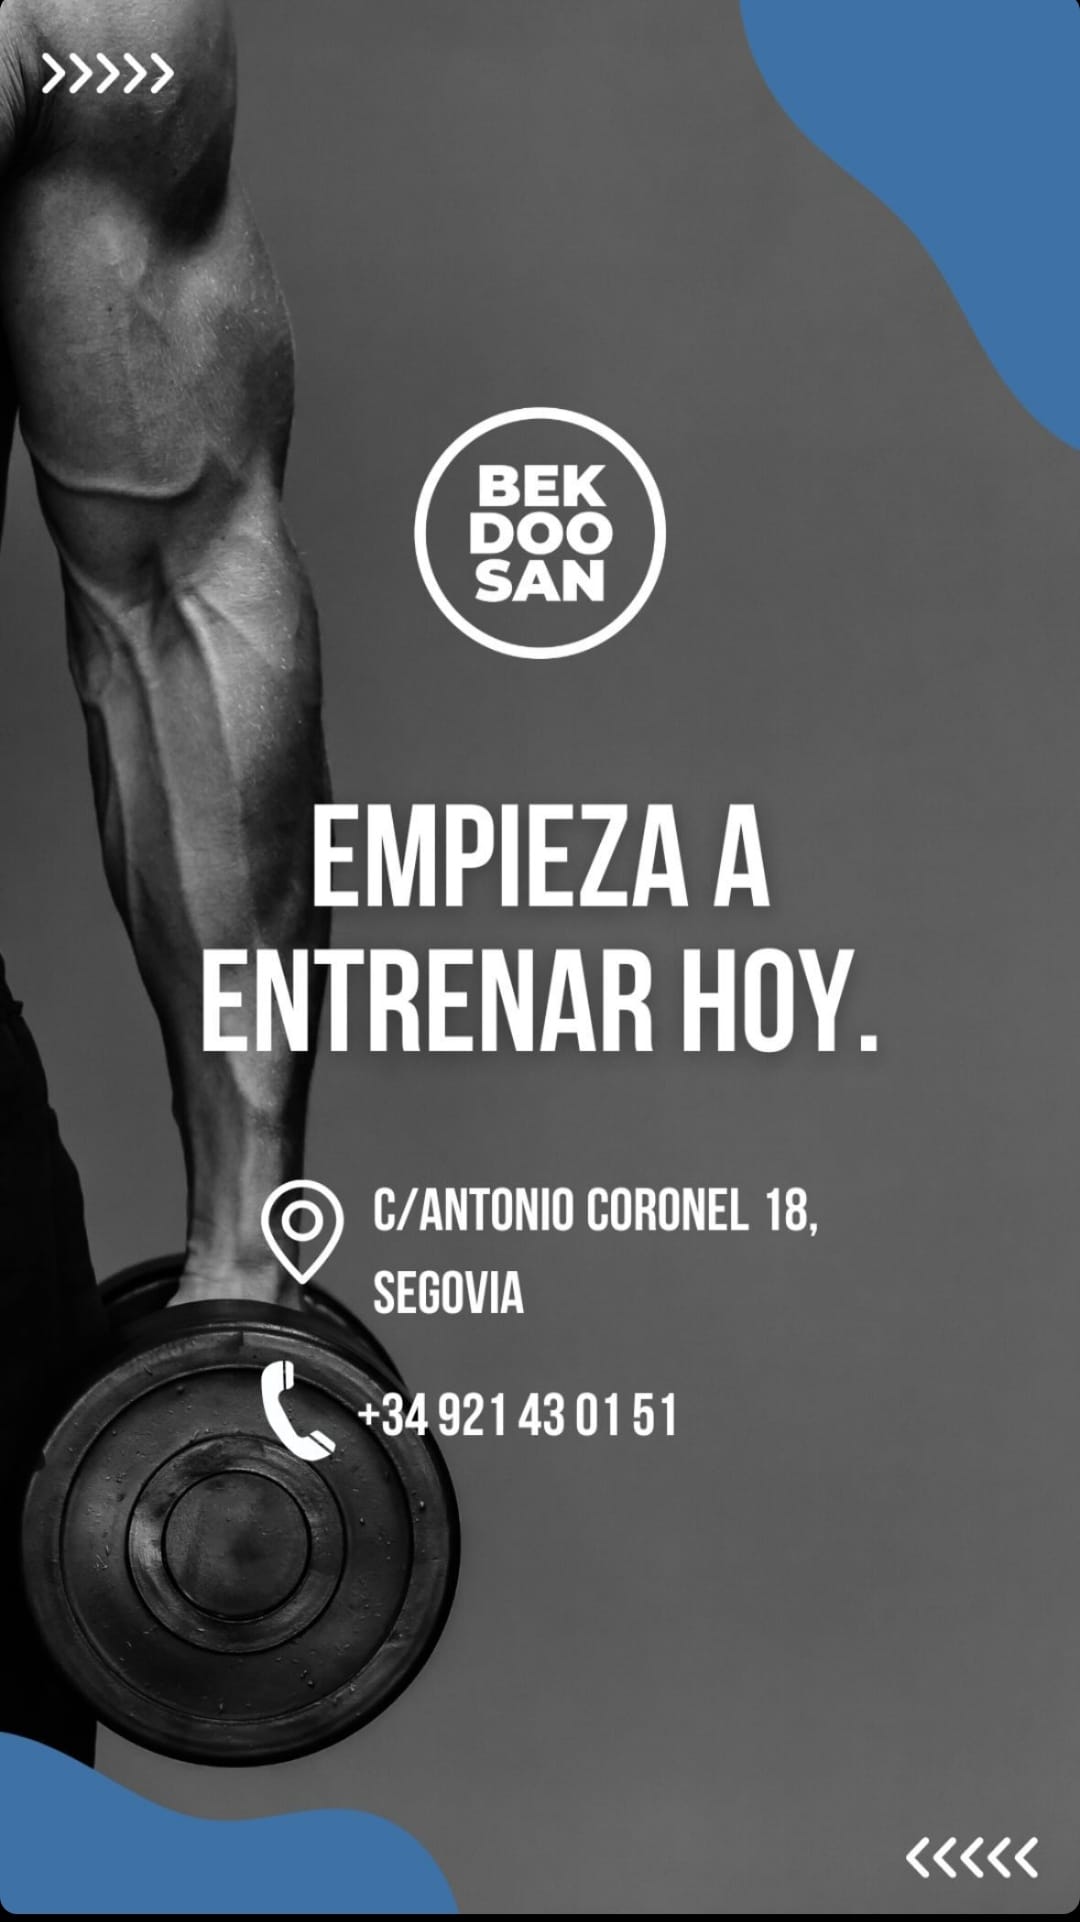 BEK
DOO
SAN
EMPIEZA A
ENTRENAR HOY.
C/ANTONIO CORONEL 18,
SEGOVIA
+34 921 43 01 51